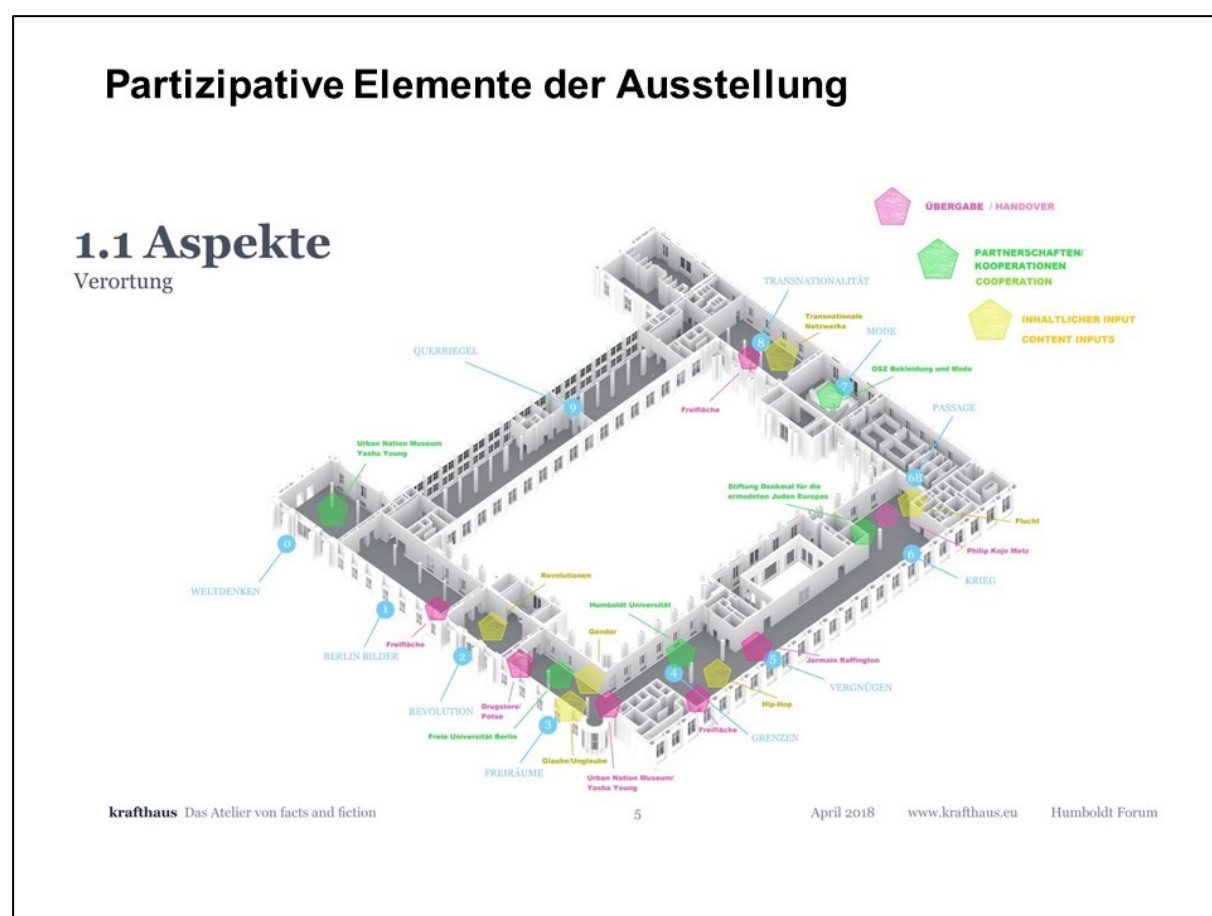 Partizipative Elemente der Ausstellung
1.1 Aspekte
Verortung
ÜBERGABE / HANDOVER
PARTNERSCHAFTEN/
KOOPERATIONEN
COOPERATION
INHALTLICHER INPUT
CONTENT INPUTS
TRANSNATIONALITÄT
Transnationale
Netzwerke
8
MODE
7
OSZ Bekleidung und Mode
Freifläche
PASSAGE
6B
QUERRIEGEL
9
Urban Nation Museum
Yasha Young
0
WELTDENKEN
Stiftung Denkmal für die
ermodeten Juden Europas
Flucht
Philip Kojo Metz
6
KRIEG
1
BERLIN BILDER
Freifläche
Revolutionen
2
REVOLUTION
Humboldt Universität
Gender
Drugstore/
Potse
Freie Universität Berlin
3
FREIRÄUME
Glaube/Unglaube
Urban Nation Museum/
Yasha Young
4
GRENZEN
Freifläche
Hip-Hop
5
VERGNÜGEN
Jermain Raffington
krafthaus Das Atelier von facts and fiction
5
April 2018 www.krafthaus.eu Humboldt Forum